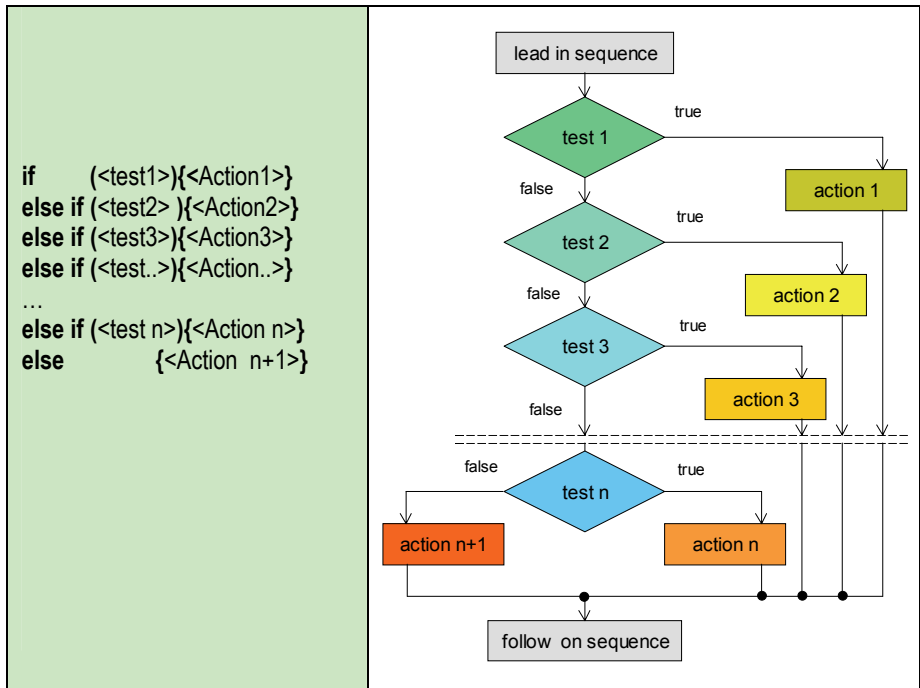 if (<test1>){<Action1>}
else if (<test2> ){<Action2>}
else if (<test3>){<Action3>}
else if (<test..>){<Action..>}
…
else if (<test n>){<Action n>}
else {<Action n+1>}
lead in sequence
true
test 1
false
action 1
true
test 2
false
action 2
true
test 3
false
action 3
false
true
test n
action n+1
action n
follow on sequence